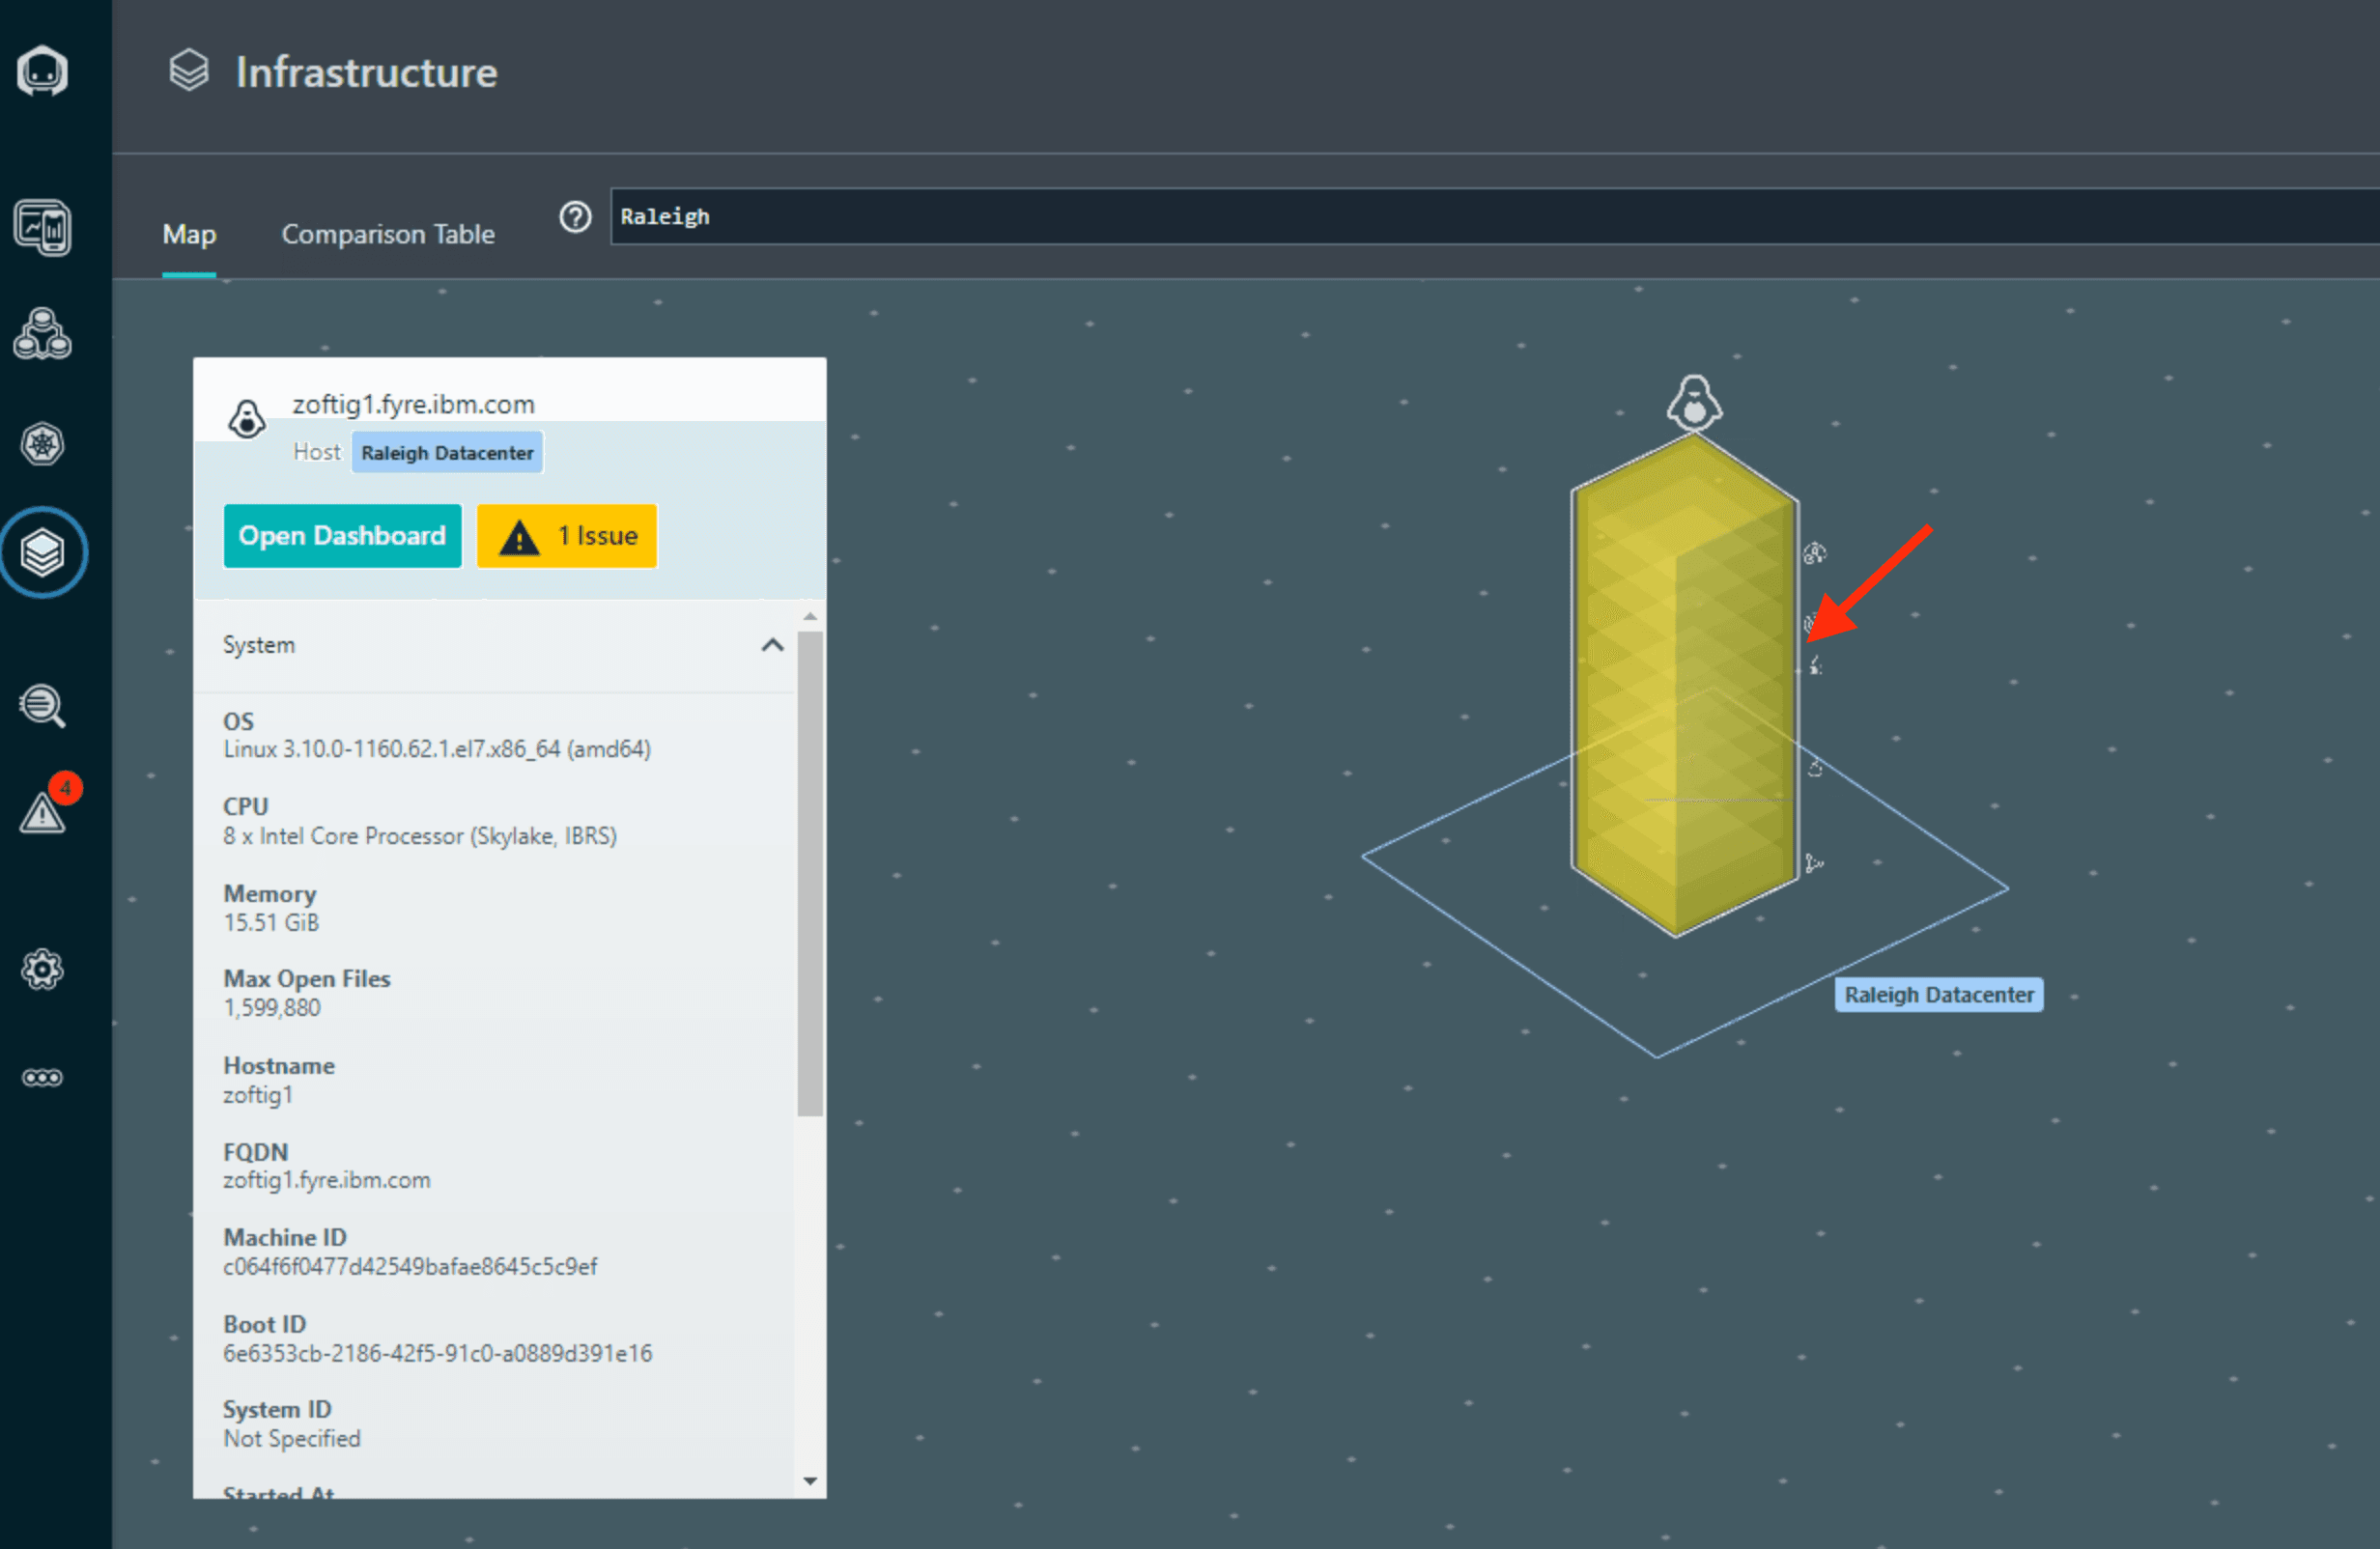 Infrastructure
Map
Comparison Table
?
Raleigh
zoftig1.fyre.ibm.com
Host
Raleigh Datacenter
Open Dashboard
1 Issue
System
OS
Linux 3.10.0-1160.62.1.el7.x86_64 (amd64)
CPU
8 x Intel Core Processor (Skylake, IBRS)
Memory
15.51 GiB
Max Open Files
1,599,880
Hostname
zoftig1
FQDN
zoftig1.fyre.ibm.com
Machine ID
c064f6f0477d42549bafae8645c5c9ef
Boot ID
6e6353cb-2186-42f5-91c0-a0889d391e16
System ID
Not Specified
Started At
4
Raleigh Datacenter